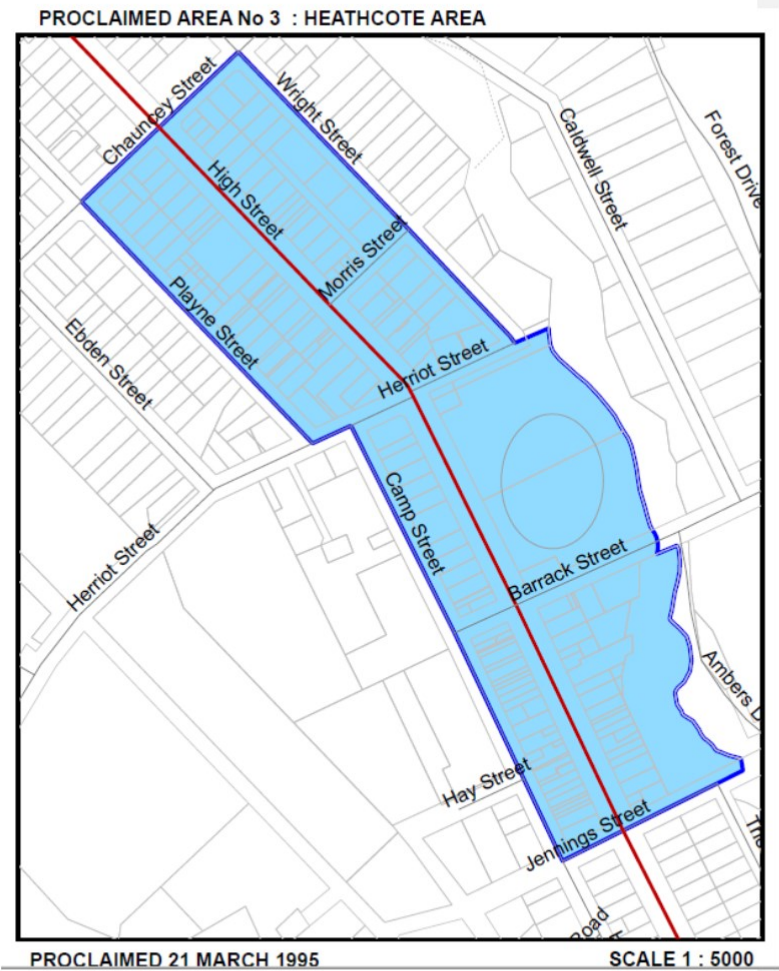 PROCLAIMED AREA No 3 : HEATHCOTE AREA
Chauncey Street
Wright Street
Caldwell Street
Forest Drive
High Street
Morris Street
Playne Street
Ebden Street
Herriot Street
Camp Street
Herriot Street
Barrack Street
Ambers D
Hay Street
Jennings Street
Road
PROCLAIMED 21 MARCH 1995
SCALE 1 : 5000